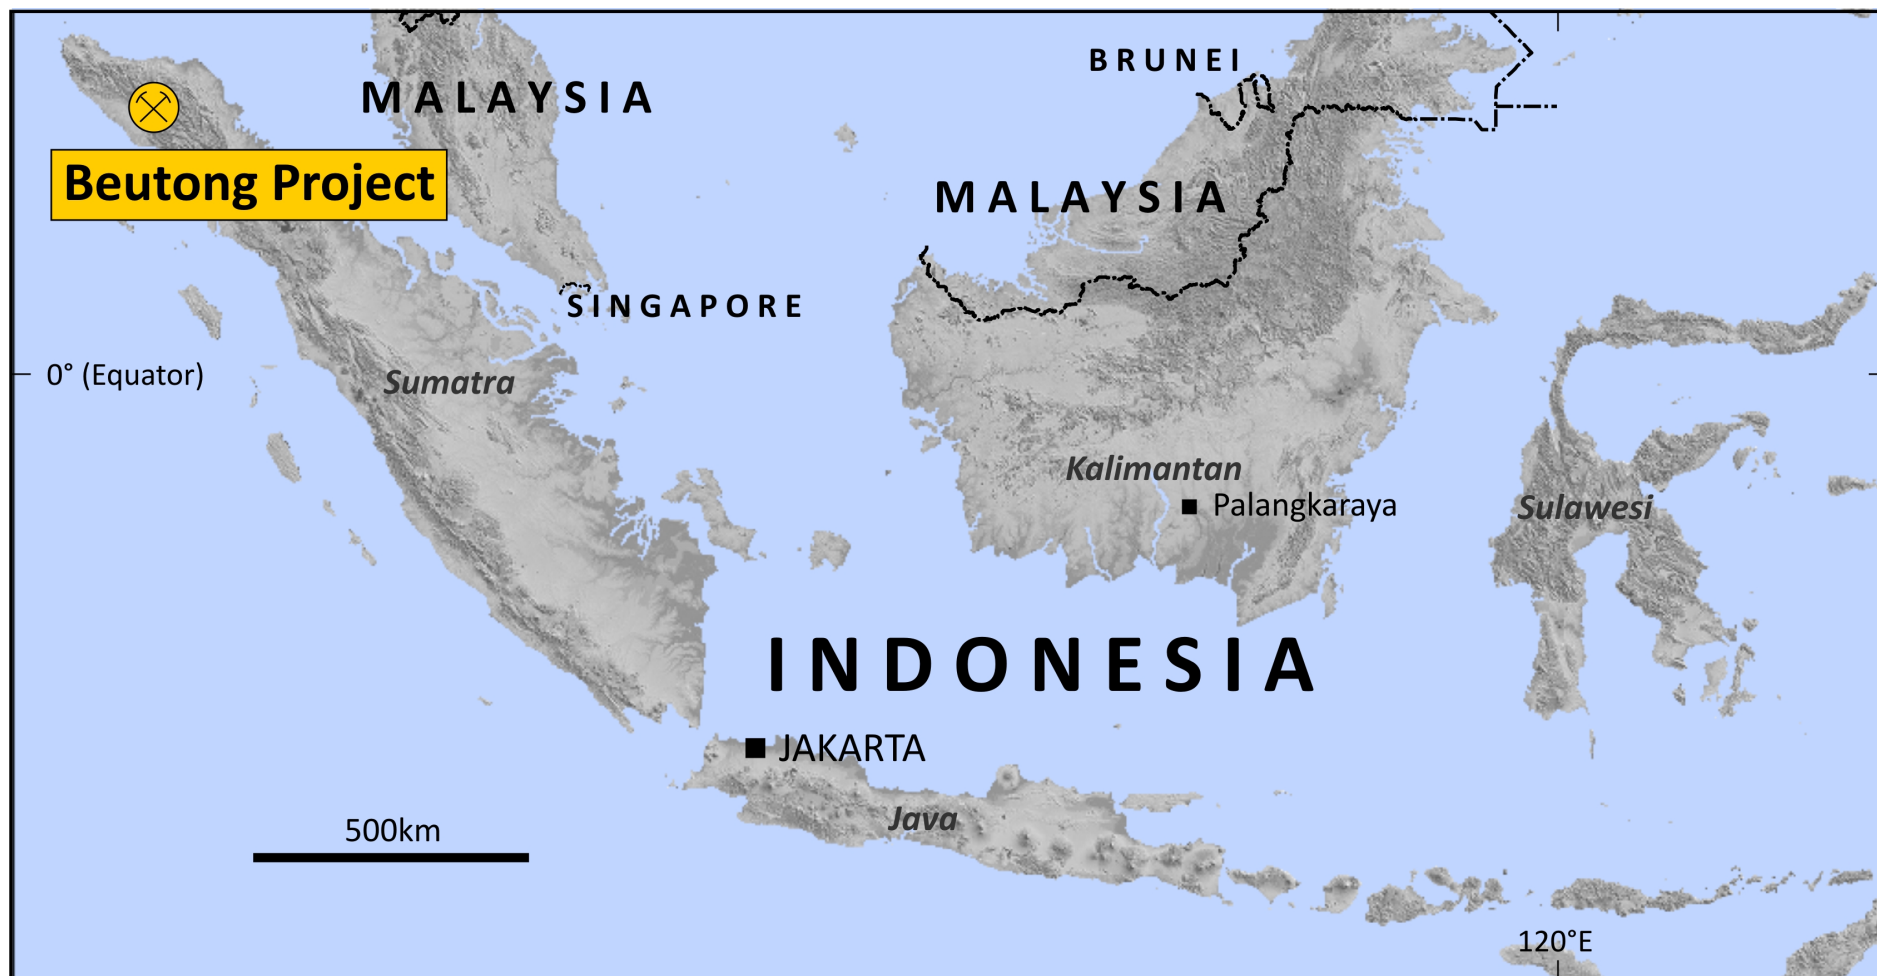 BRUNEI
MALAYSIA
Beutong Project
MALAYSIA
SINGAPORE
0° (Equator)
Sumatra
Kalimantan
Palangkaraya
Sulawesi
INDONESIA
JAKARTA
Java
500km
120°E